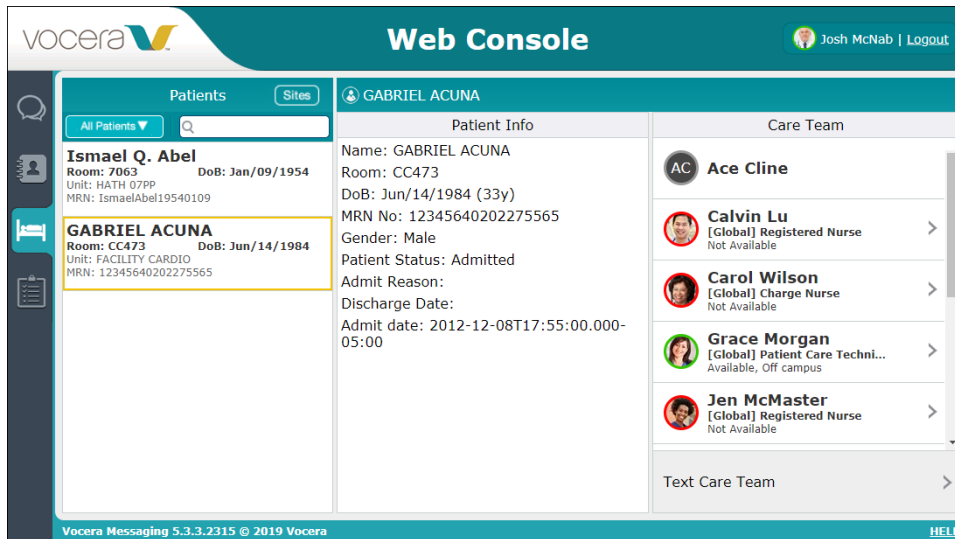 vocera
Web Console
Josh McNab | Logout
Patients
Sites
All Patients
Ismael Q. Abel
Room: 7063 DoB: Jan/09/1954
Unit: HATH 07PP
MRN: IsmaelAbel19540109
GABRIEL ACUNA
Room: CC473 DoB: Jun/14/1984
Unit: FACILITY CARDIO
MRN: 12345640202275565
GABRIEL ACUNA
Patient Info
Name: GABRIEL ACUNA
Room: CC473
DoB: Jun/14/1984 (33y)
MRN No: 12345640202275565
Gender: Male
Patient Status: Admitted
Admit Reason:
Discharge Date:
Admit date: 2012-12-08T17:55:00.000-
05:00
Care Team
AC Ace Cline
Calvin Lu
[Global] Registered Nurse
Not Available
Carol Wilson
[Global] Charge Nurse
Not Available
Grace Morgan
[Global] Patient Care Techni...
Available, Off campus
Jen McMaster
[Global] Registered Nurse
Not Available
Text Care Team
Vocera Messaging 5.3.3.2315 © 2019 Vocera